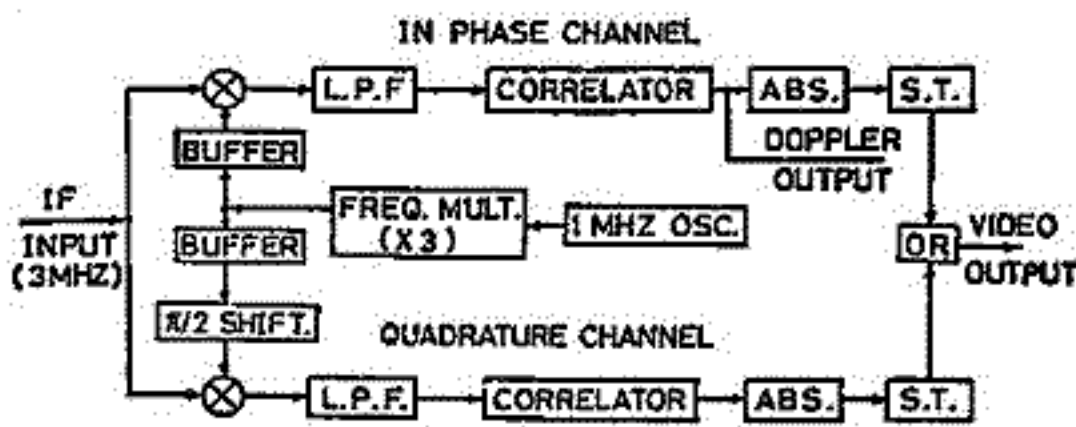 IN PHASE CHANNEL
L.P.F
CORRELATOR
ABS.
S.T.
BUFFER
DOPPLER
OUTPUT
IF
INPUT
(3MHZ)
FREQ. MULT.
(X3)
1 MHZ OSC.
BUFFER
OR
VIDEO
OUTPUT
π/2 SHIFT.
QUADRATURE CHANNEL
L.P.F.
CORRELATOR
ABS.
S.T.